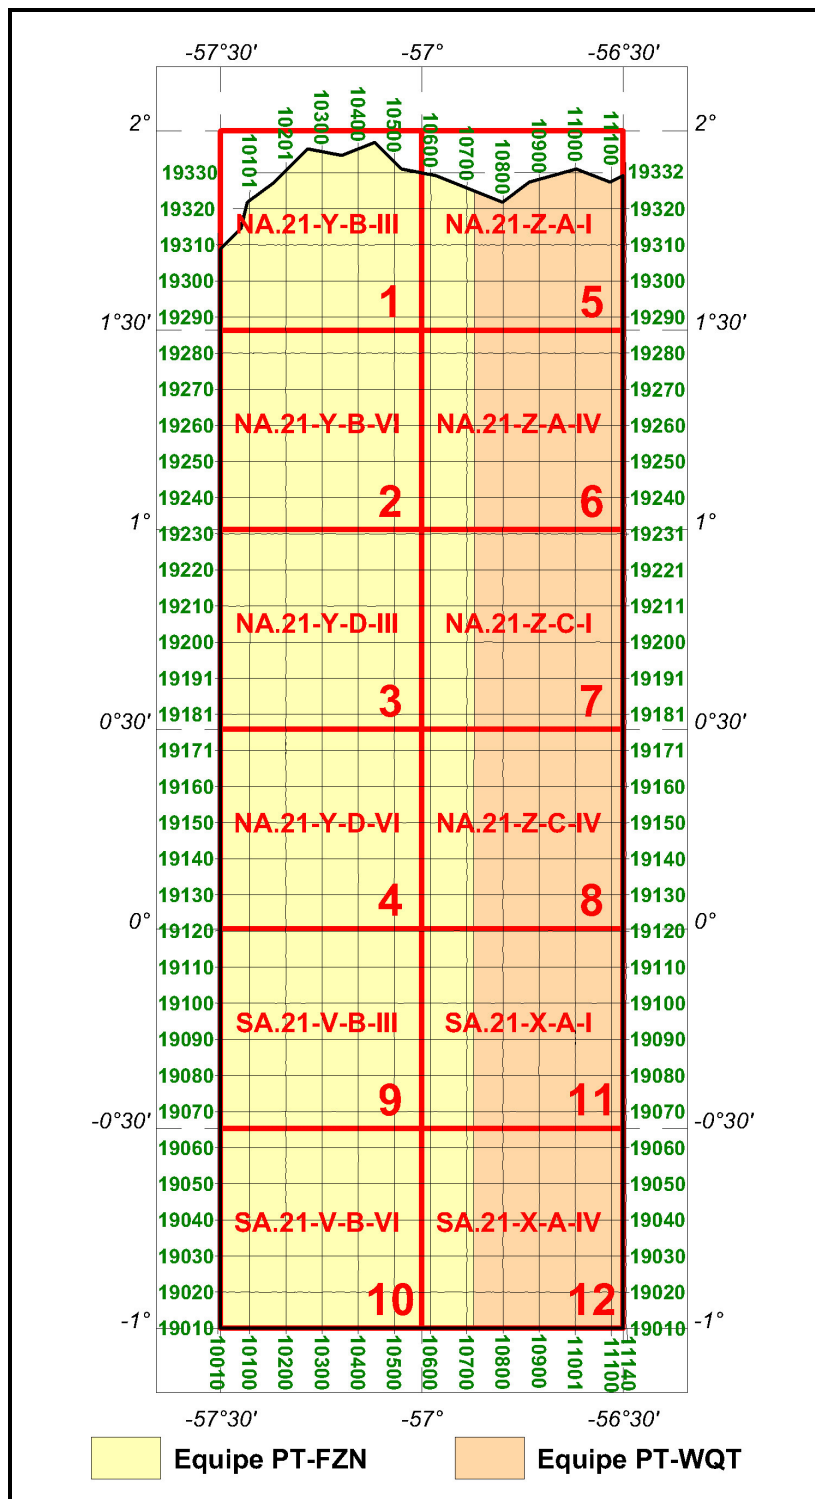 -57°30' -57° -56°30'
2° 2°
10101 10201 10300 10400 10500 10600 10700 10800 10900 11000 11100
19330 19332
19320 19320
NA.21-Y-B-III NA.21-Z-A-I
19310 19310
19300 19300
1 5
19290 19290
1°30' 1°30'
19280 19280
19270 19270
19260 NA.21-Y-B-VI NA.21-Z-A-IV 19260
19250 19250
19240 2 6 19240
1° 1°
19230 19231
19220 19221
19210 19211
NA.21-Y-D-III NA.21-Z-C-I
19200 19200
19191 19191
3 7
19181 19181
0°30' 0°30'
19171 19171
19160 19160
19150 NA.21-Y-D-VI NA.21-Z-C-IV 19150
19140 19140
19130 4 8 19130
0° 0°
19120 19120
19110 19110
19100 19100
SA.21-V-B-III SA.21-X-A-I
19090 19090
19080 19080
9 11
19070 19070
-0°30' -0°30'
19060 19060
19050 19050
19040 SA.21-V-B-VI SA.21-X-A-IV 19040
19030 19030
19020 10 12 19020
-1° -1°
19010 19010
10010 10100 10200 10300 10400 10500 10600 10700 10800 10900 11001 11100 11140
-57°30' -57° -56°30'
Equipe PT-FZN Equipe PT-WQT